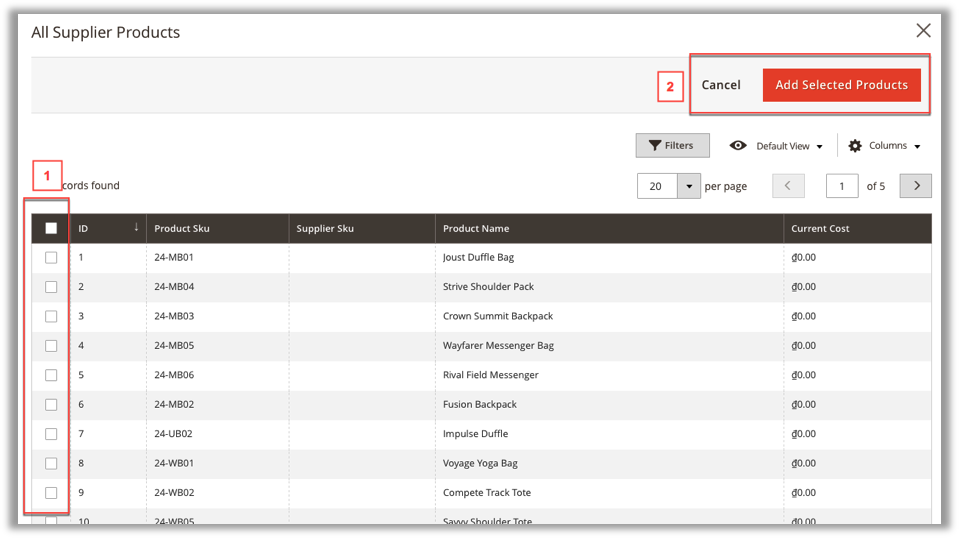 All Supplier Products
2
Cancel
Add Selected Products
Filters
Default View
Columns
1
cords found
20
per page
1
of 5
ID ↓ Product Sku Supplier Sku Product Name Current Cost
1 24-MB01 Joust Duffle Bag ₫0.00
2 24-MB04 Strive Shoulder Pack ₫0.00
3 24-MB03 Crown Summit Backpack ₫0.00
4 24-MB05 Wayfarer Messenger Bag ₫0.00
5 24-MB06 Rival Field Messenger ₫0.00
6 24-MB02 Fusion Backpack ₫0.00
7 24-UB02 Impulse Duffle ₫0.00
8 24-WB01 Voyage Yoga Bag ₫0.00
9 24-WB02 Compete Track Tote ₫0.00
10 24-WB05 Savvy Shoulder Tote ₫0.00